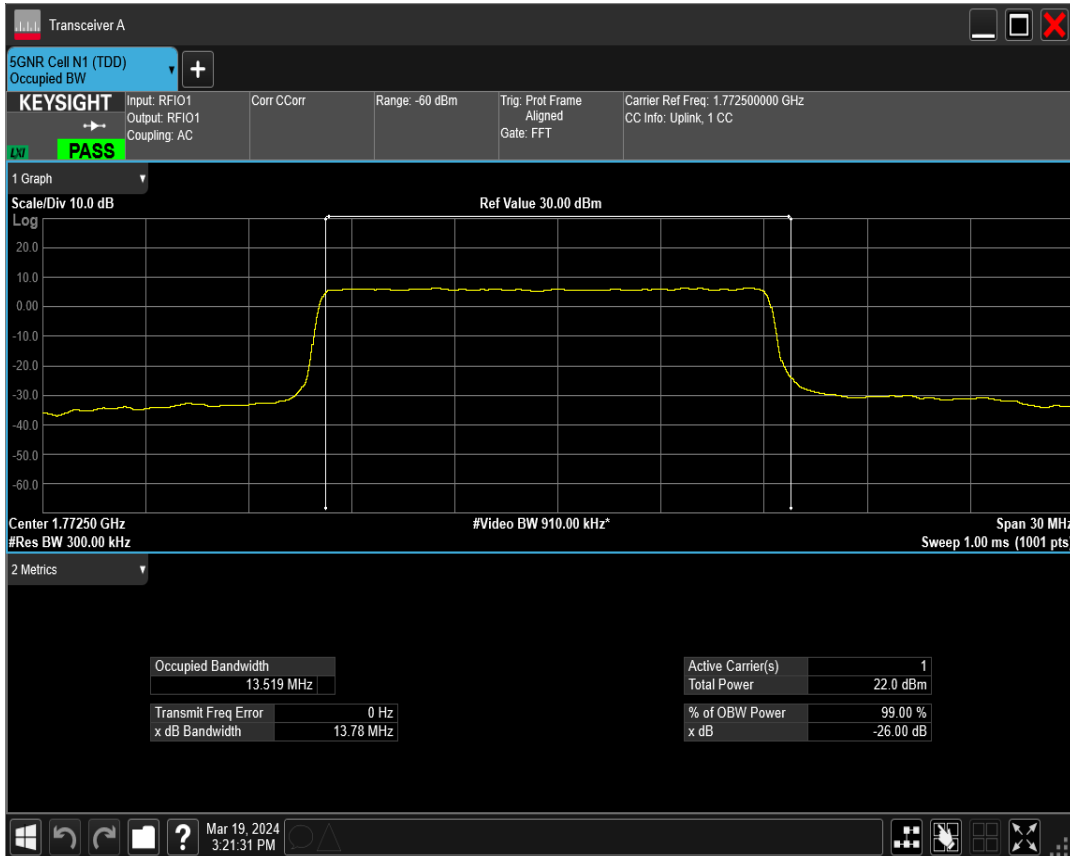 Transceiver A
5GNR Cell N1 (TDD)
Occupied BW
+
KEYSIGHT
LXI
PASS
Input: RFIO1
Output: RFIO1
Coupling: AC
Corr CCorr
Range: -60 dBm
Trig: Prot Frame
Aligned
Gate: FFT
Carrier Ref Freq: 1.772500000 GHz
CC Info: Uplink, 1 CC
1 Graph
Scale/Div 10.0 dB
Ref Value 30.00 dBm
Log
20.0
10.0
0.00
-10.0
-20.0
-30.0
-40.0
-50.0
-60.0
Center 1.77250 GHz
#Video BW 910.00 kHz*
Span 30 MHz
#Res BW 300.00 kHz
Sweep 1.00 ms (1001 pts)
2 Metrics
Occupied Bandwidth
13.519 MHz
Transmit Freq Error 0 Hz
x dB Bandwidth 13.78 MHz
Active Carrier(s) 1
Total Power 22.0 dBm
% of OBW Power 99.00 %
x dB -26.00 dB
?
Mar 19, 2024
3:21:31 PM